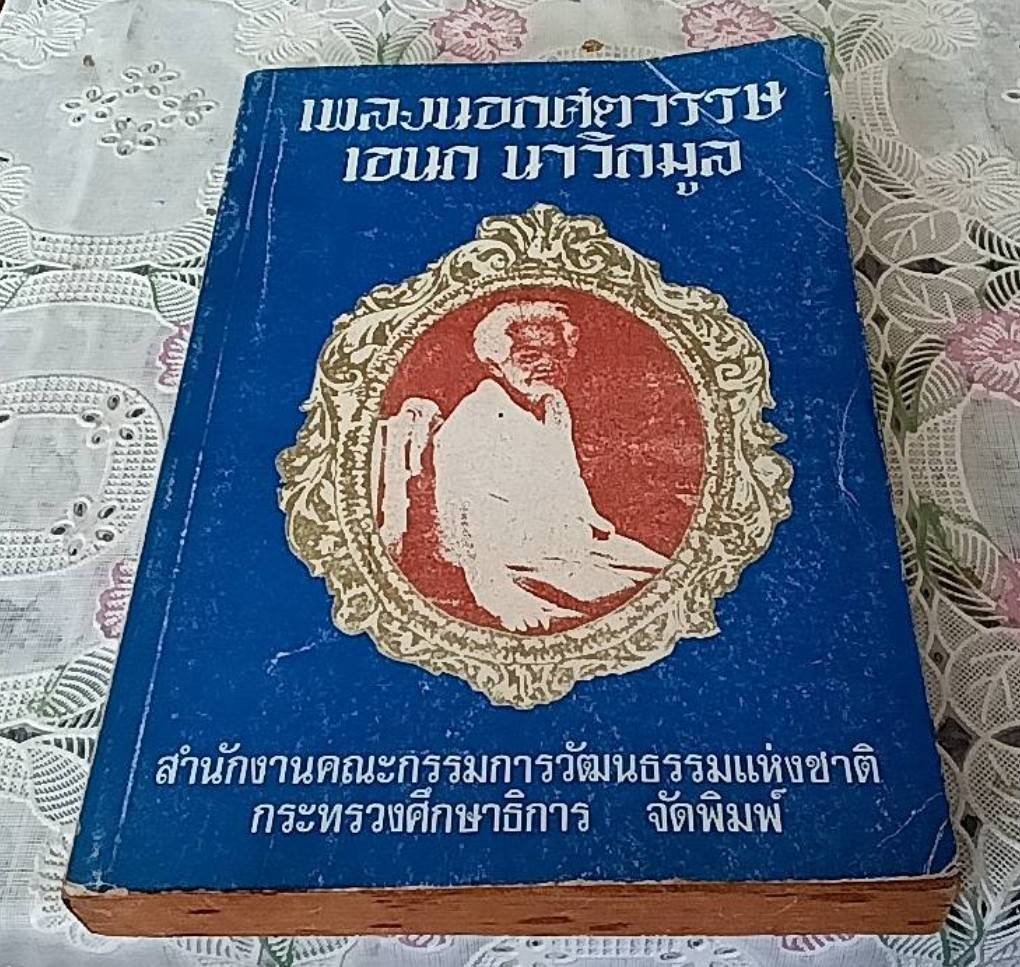 เพลงนอกศตวรรษ
เอนก นาวิกมูล
สำนักงานคณะกรรมการวัฒนธรรมแห่งชาติ
กระทรวงศึกษาธิการ จัดพิมพ์